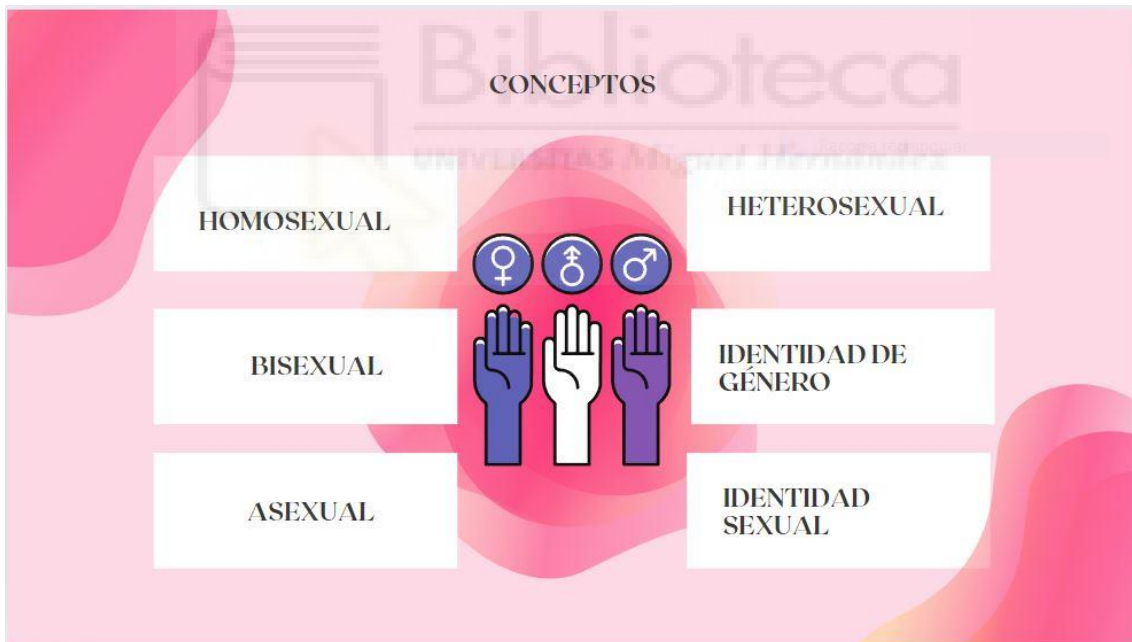 Biblioteca
CONCEPTOS
UNIVERSITAS Miguel Hernández
HOMOSEXUAL
HETEROSEXUAL
BISEXUAL
IDENTIDAD DE
GÉNERO
ASEXUAL
IDENTIDAD
SEXUAL